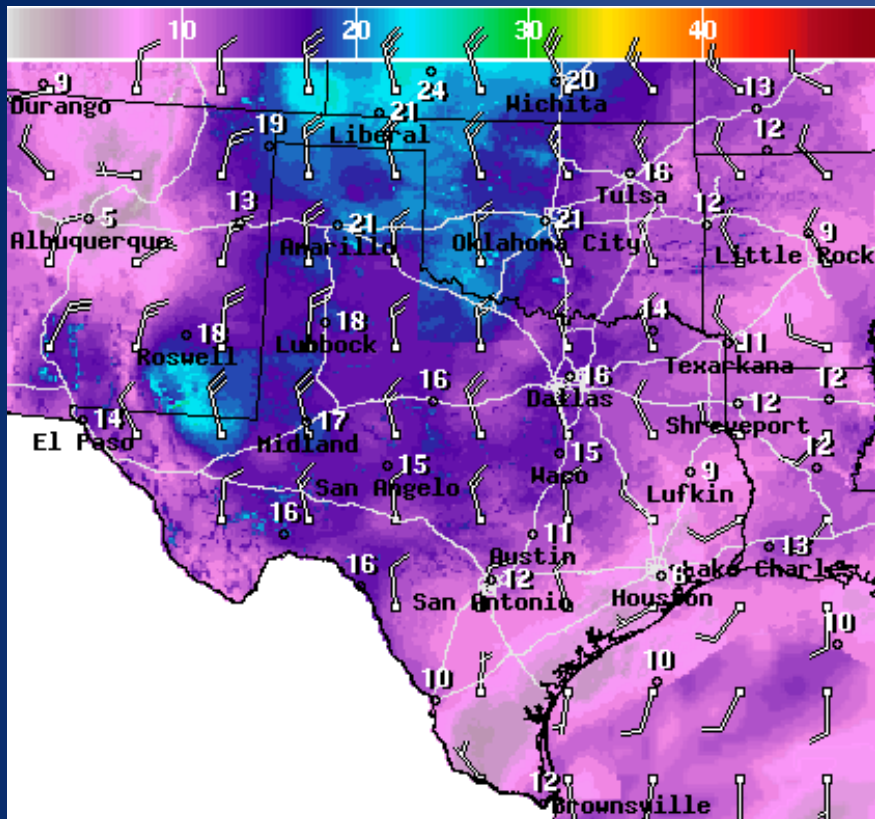 10 20 30 40
9 24 20 13
Durango Wichita
21
Liberal
19 12
16
Tulsa
5 13 21 21 12 9
Albuquerque Amarillo Oklahoma City Little Rock
18 18 14
Roswell Lubbock 11
Texarkana
16 16 12
Dallas
14 17 12
El Paso Midland Shreveport
15 15 9 12
San Angelo Waco Lufkin
16 11 13
Austin
16 12 6 Lake Charles
San Antonio Houston
10 10 10
12
Brownsville